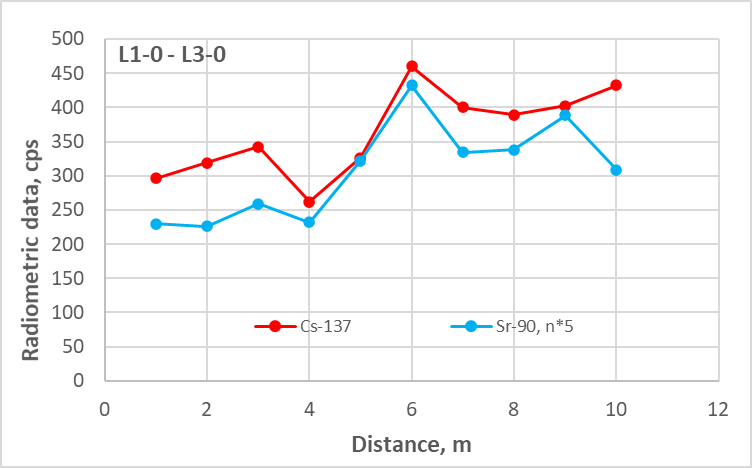 L1-0 - L3-0
Radiometric data, cps
500
450
400
350
300
250
200
150
100
50
0
Cs-137
Sr-90, n*5
0 2 4 6 8 10 12
Distance, m